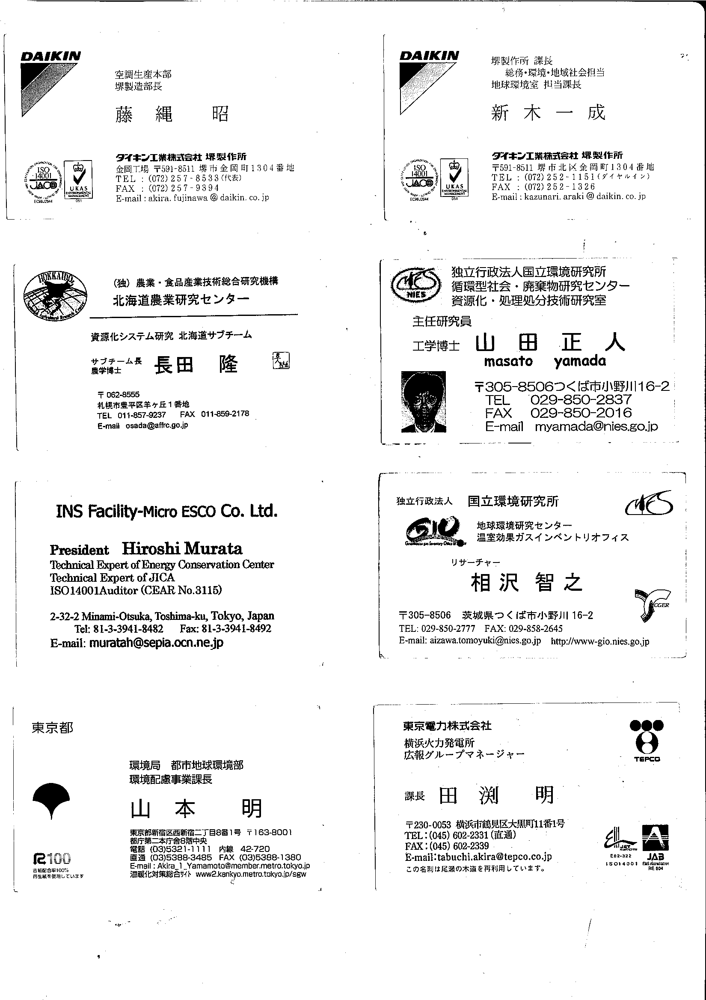 DAIKIN
空調生産本部
堺製造部長
藤縄 昭
ISO
14001
JACO
EC99J2044
UKAS
ENVIRONMENTAL
MANAGEMENT
051
ダイキン工業株式会社 堺製作所
金岡工場 〒591-8511 堺市金岡町1304番地
TEL : (072)257-8533(代表)
FAX : (072)257-9394
E-mail : akira.fujinawa@daikin.co.jp
DAIKIN
堺製作所 課長
総務・環境・地域社会担当
地球環境室 担当課長
新木一成
ISO
14001
JACO
EC99J2044
UKAS
ENVIRONMENTAL
MANAGEMENT
051
ダイキン工業株式会社 堺製作所
〒591-8511 堺市北区金岡町1304番地
TEL : (072)252-1151(ダイヤルイン)
FAX : (072)252-1326
E-mail : kazunari.araki@daikin.co.jp
HOKKAIDO
(独)農業・食品産業技術総合研究機構
北海道農業研究センター
資源化システム研究 北海道サブチーム
サブチーム長
農学博士
長田 隆
〒062-8555
札幌市豊平区羊ヶ丘1番地
TEL 011-857-9237 FAX 011-859-2178
E-mail osada@affrc.go.jp
NIES
独立行政法人国立環境研究所
循環型社会・廃棄物研究センター
資源化・処理処分技術研究室
主任研究員
工学博士 山田正人
masato yamada
〒305-8506つくば市小野川16-2
TEL 029-850-2837
FAX 029-850-2016
E-mail myamada@nies.go.jp
INS Facility-Micro ESCO Co. Ltd.
President Hiroshi Murata
Technical Expert of Energy Conservation Center
Technical Expert of JICA
ISO14001Auditor (CEAR No.3115)
2-32-2 Minami-Otsuka, Toshima-ku, Tokyo, Japan
Tel: 81-3-3941-8482 Fax: 81-3-3941-8492
E-mail: muratah@sepia.ocn.ne.jp
独立行政法人 国立環境研究所
NIES
GIO
地球環境研究センター
温室効果ガスインベントリオフィス
リサーチャー
相沢智之
CGER
〒305-8506 茨城県つくば市小野川16-2
TEL: 029-850-2777 FAX: 029-858-2645
E-mail: aizawa.tomoyuki@nies.go.jp http://www-gio.nies.go.jp
東京都
環境局 都市地球環境部
環境配慮事業課長
山本 明
東京都新宿区西新宿二丁目8番1号 〒163-8001
都庁第二本庁舎8階中央
電話 (03)5321-1111 内線 42-720
直通 (03)5388-3485 FAX (03)5388-1380
E-mail : Akira_1_Yamamoto@member.metro.tokyo.jp
温暖化対策総合サイト www2.kankyo.metro.tokyo.jp/sgw
R100
古紙配合率100%
再生紙を使用しています
東京電力株式会社
横浜火力発電所
広報グループマネージャー
TEPCO
課長 田渕 明
〒230-0053 横浜市鶴見区大黒町11番1号
TEL:(045) 602-2331(直通)
FAX:(045) 602-2339
E-mail:tabuchi.akira@tepco.co.jp
この名刺は尾瀬の木道を再利用しています。
JET
E02-322
ISO14001
JAB
EMS Accreditation
RE 004